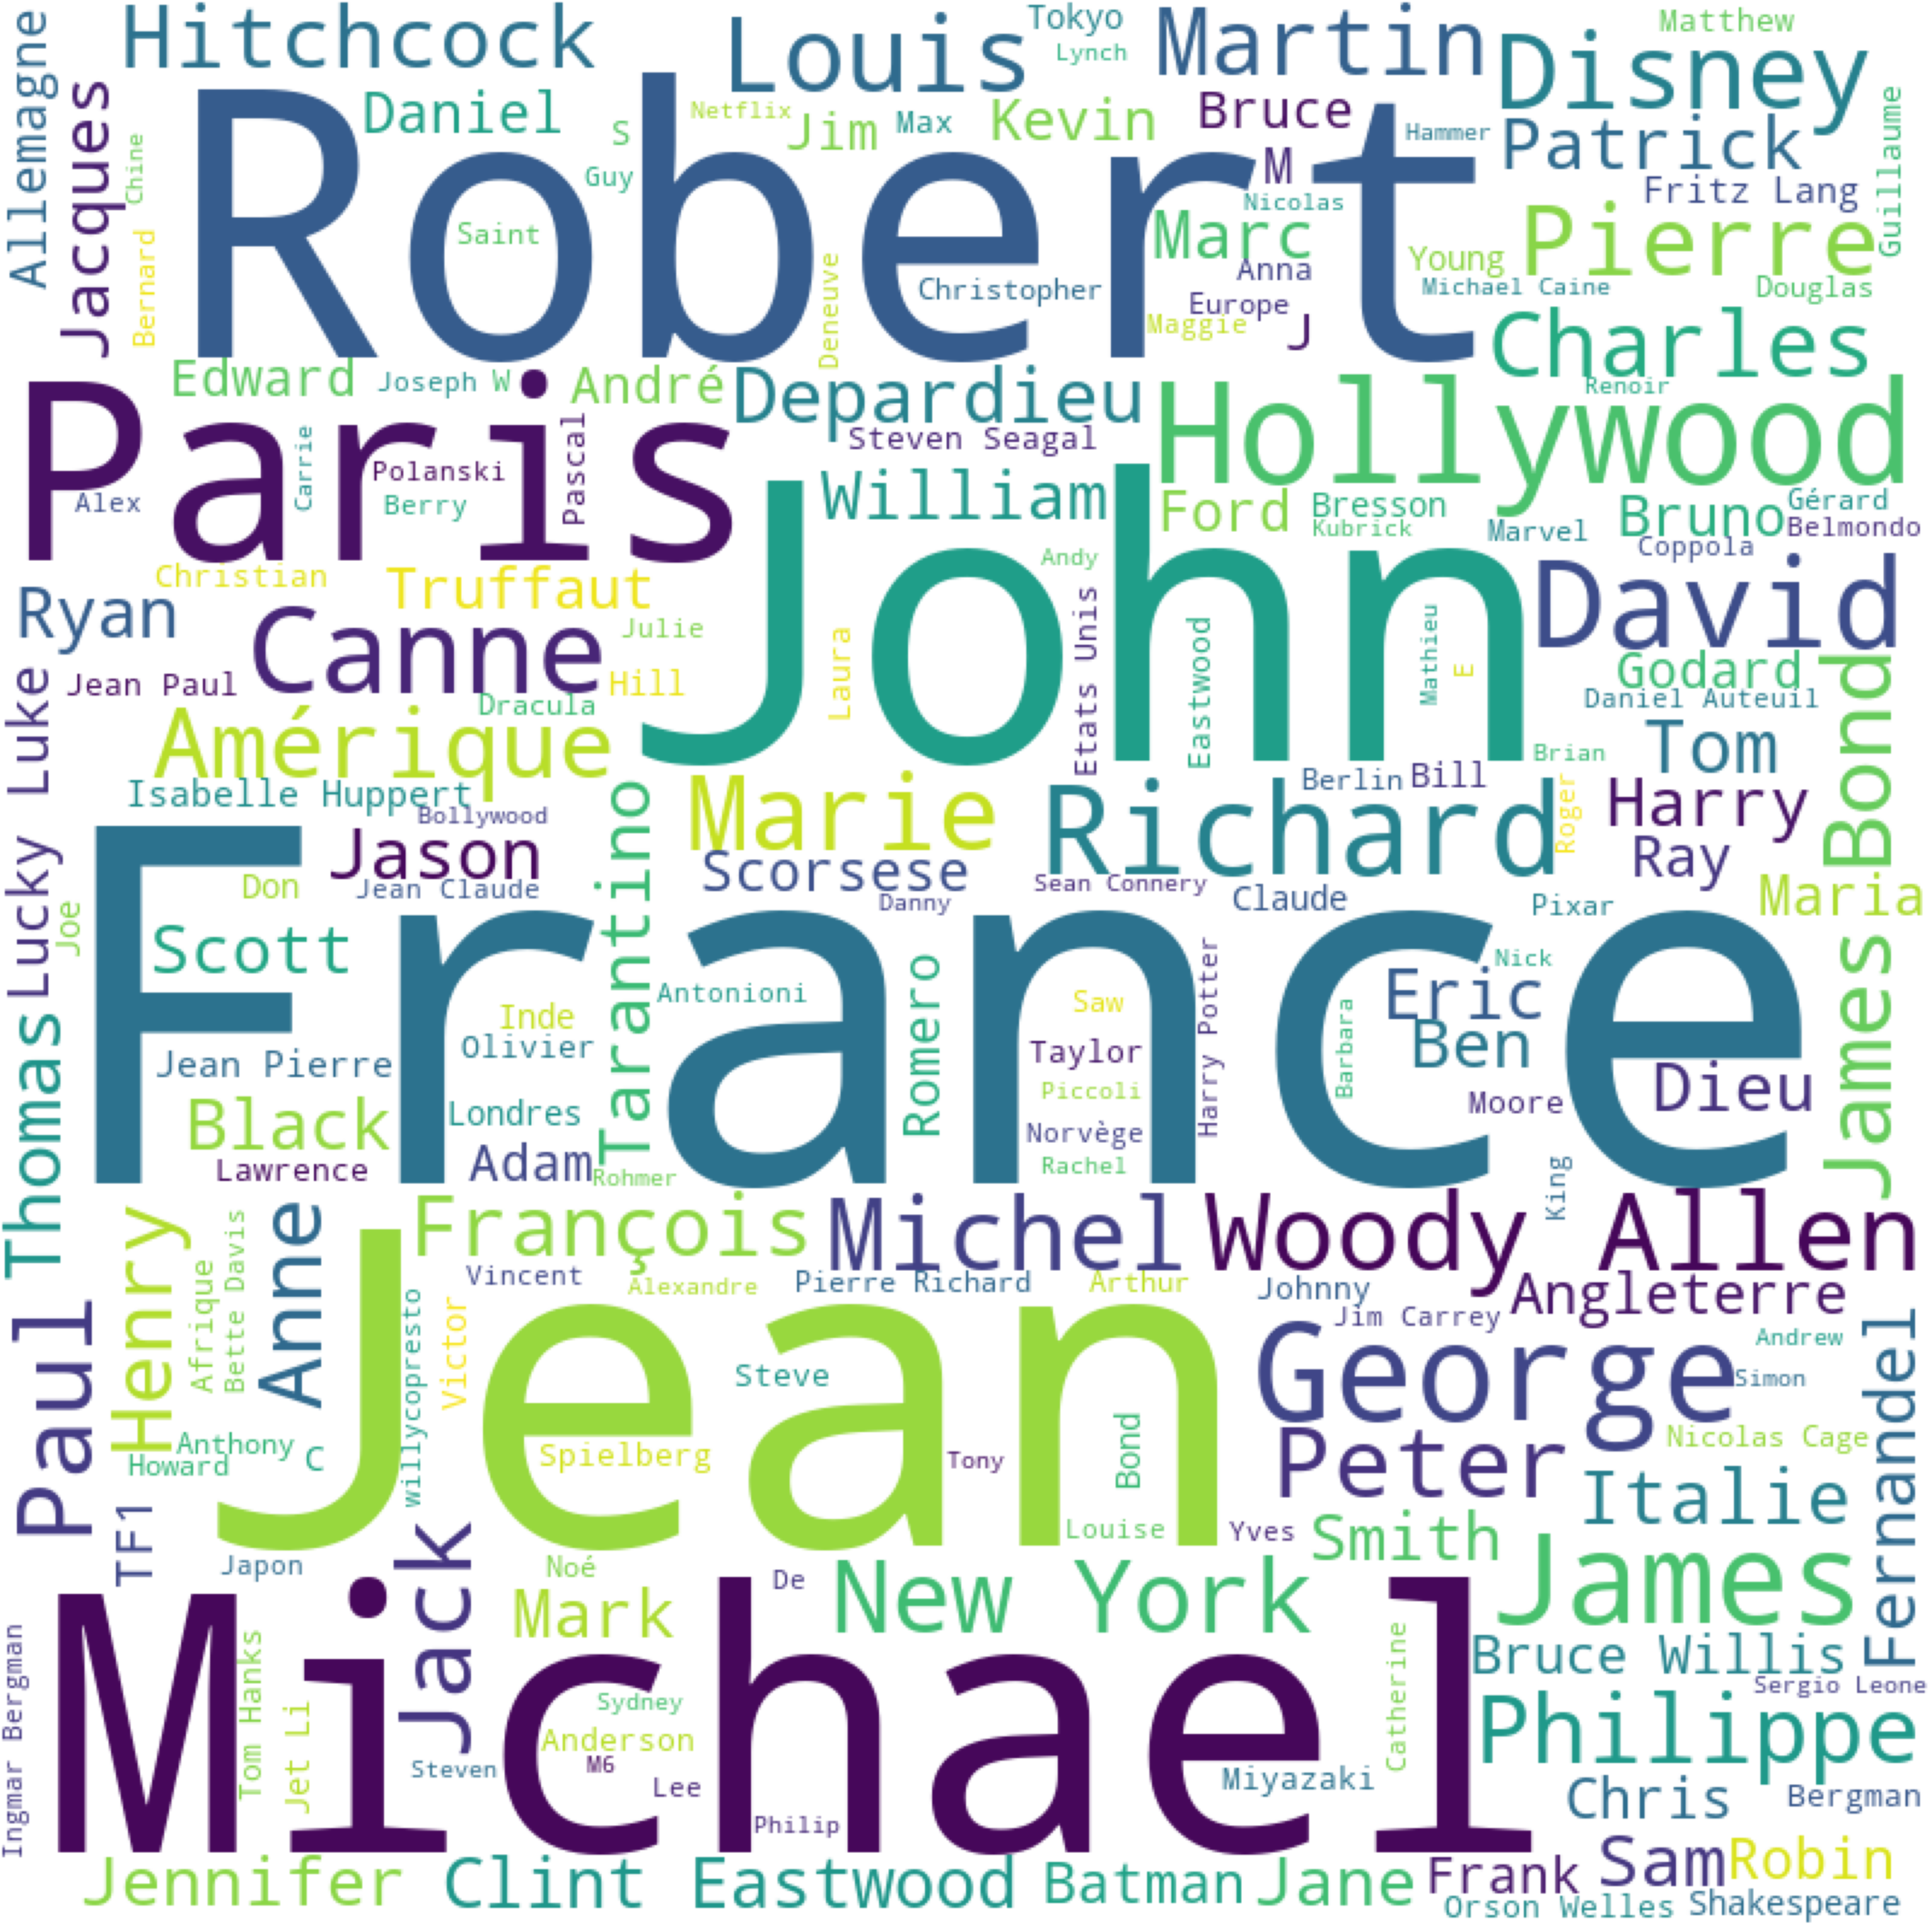 Hitchcock
Louis
Tokyo
Lynch
Martin
Matthew
Disney
Allemagne
Jacques
Chine
Bernard
Robert
Daniel
S
Guy
Netflix
Jim
Max
Kevin
Bruce
M
Hammer
Patrick
Guillaume
Nicolas
Fritz Lang
Saint
Marc
Pierre
Young
Anna
Christopher
Michael Caine
Douglas
Europe
Deneuve
Maggie
J
Charles
Edward
Joseph W
André
Depardieu
Hollywood
Renoir
Paris
Steven Seagal
Carrie
Polanski
Pascal
Alex
Berry
William
Ford
Bresson
Kubrick
Marvel
Bruno
Gérard
Belmondo
Coppola
John
Andy
David
Christian
Truffaut
Ryan
Canne
Julie
Laura
Etats Unis
Eastwood
Mathieu
E
Godard
Jean Paul
Hill
Daniel Auteuil
Dracula
Lucky Luke
Amérique
Tom
Brian
James Bond
Isabelle Huppert
Bollywood
Tarantino
Marie
Richard
Berlin
Bill
Roger
Harry
Jason
Scorsese
Ray
Don
Jean Claude
Danny
Sean Connery
Claude
Pixar
Maria
Joe
France
Scott
Antonioni
Romero
Saw
Harry Potter
Nick
Eric
Inde
Olivier
Barbara
Ben
Thomas
Jean Pierre
Taylor
Piccoli
Dieu
Black
Londres
Norvège
Moore
Lawrence
Adam
Rohmer
Rachel
King
Henry
Afrique
Bette Davis
Anne
François
Michel
Woody Allen
Vincent
Alexandre
Pierre Richard
Arthur
Johnny
Angleterre
Paul
willycopresto
Victor
Jean
Jim Carrey
George
Andrew
Simon
Fernandel
Steve
Anthony
Howard
C
Spielberg
Tony
Bond
Peter
Nicolas Cage
Italie
TF1
Louise
Yves
Smith
Japon
Jack
Noé
De
New York
James
Michael
Mark
Ingmar Bergman
Tom Hanks
Jet Li
Catherine
Bruce Willis
Sergio Leone
Sydney
Anderson
Philippe
Steven
M6
Lee
Miyazaki
Chris
Bergman
Philip
Jennifer
Clint Eastwood
Batman
Jane
Frank
Sam
Robin
Orson Welles
Shakespeare